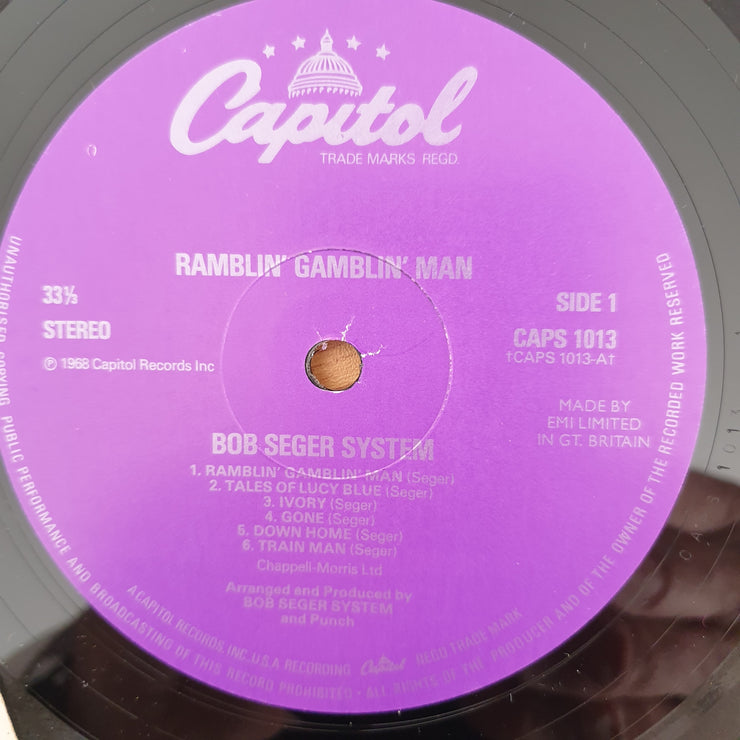 Capitol
TRADE MARKS REGD.
RAMBLIN' GAMBLIN' MAN
33⅓
STEREO
℗ 1968 Capitol Records Inc
SIDE 1
CAPS 1013
†CAPS 1013-A†
MADE BY
EMI LIMITED
IN GT. BRITAIN
BOB SEGER SYSTEM
1. RAMBLIN' GAMBLIN' MAN (Seger)
2. TALES OF LUCY BLUE (Seger)
3. IVORY (Seger)
4. GONE (Seger)
5. DOWN HOME (Seger)
6. TRAIN MAN (Seger)
Chappell-Morris Ltd
Arranged and Produced by
BOB SEGER SYSTEM
and Punch
A CAPITOL RECORDS, INC. U.S.A RECORDING Capitol REGD TRADE MARK
UNAUTHORISED COPYING PUBLIC PERFORMANCE AND BROADCASTING OF THIS RECORD PROHIBITED · ALL RIGHTS OF THE PRODUCER AND OF THE OWNER OF THE RECORDED WORK RESERVED